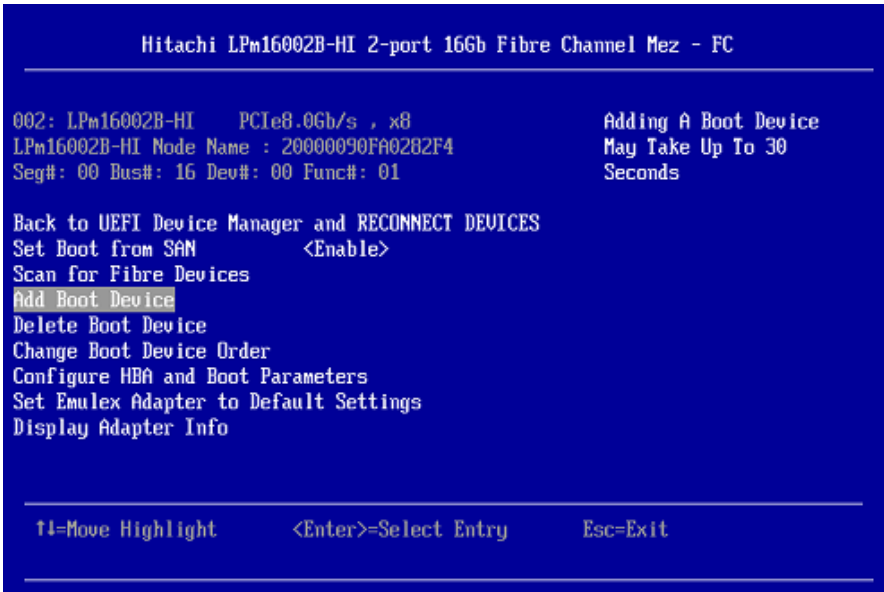 Hitachi LPm16002B-HI 2-port 16Gb Fibre Channel Mez - FC
002: LPm16002B-HI PCIe8.0Gb/s , x8
Adding A Boot Device
LPm16002B-HI Node Name : 20000090FA0282F4
May Take Up To 30
Seg#: 00 Bus#: 16 Dev#: 00 Func#: 01
Seconds
Back to UEFI Device Manager and RECONNECT DEVICES
Set Boot from SAN <Enable>
Scan for Fibre Devices
Add Boot Device
Delete Boot Device
Change Boot Device Order
Configure HBA and Boot Parameters
Set Emulex Adapter to Default Settings
Display Adapter Info
↑↓=Move Highlight <Enter>=Select Entry Esc=Exit